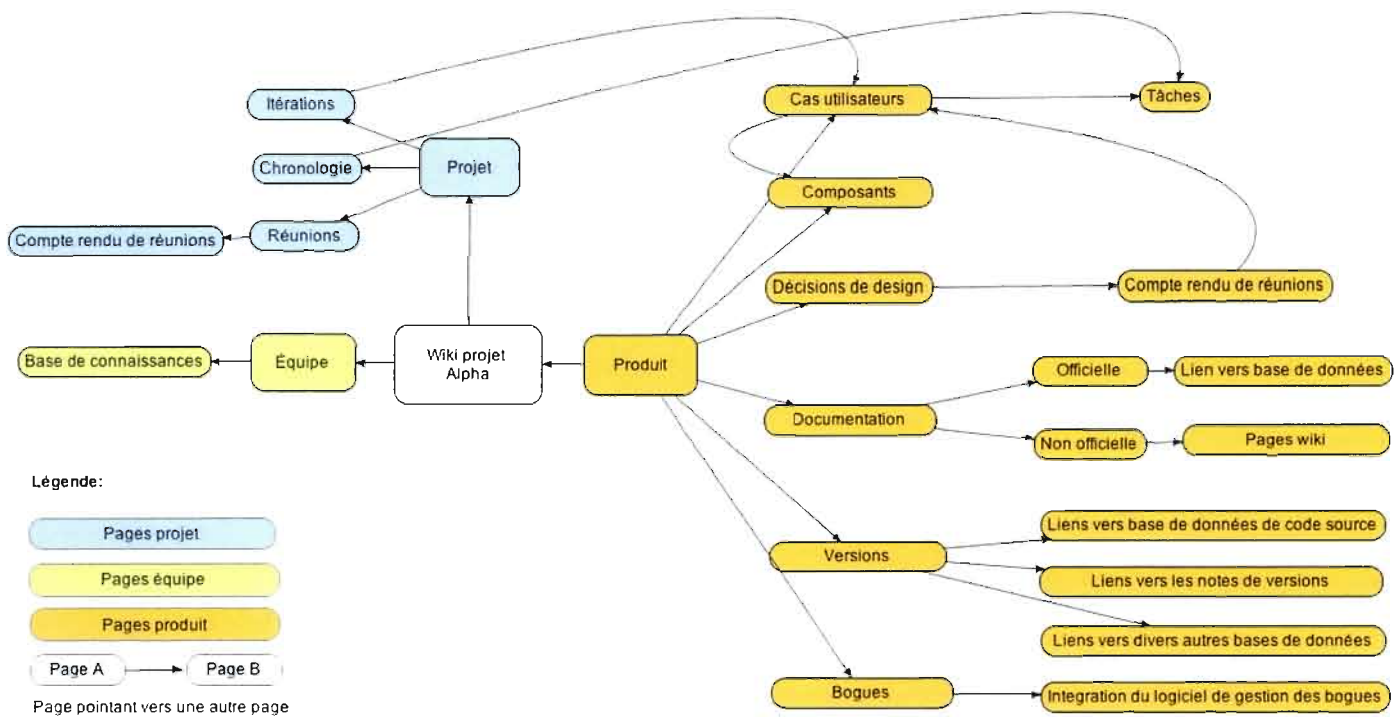 Itérations
Cas utilisateurs
Tâches
Chronologie
Projet
Composants
Compte rendu de réunions
Réunions
Décisions de design
Compte rendu de réunions
Base de connaissances
Équipe
Wiki projet
Alpha
Produit
Officielle
Lien vers base de données
Documentation
Non officielle
Pages wiki
Légende:
Pages projet
Pages équipe
Pages produit
Page A
Page B
Page pointant vers une autre page
Versions
Liens vers base de données de code source
Liens vers les notes de versions
Liens vers divers autres bases de données
Bogues
Integration du logiciel de gestion des bogues